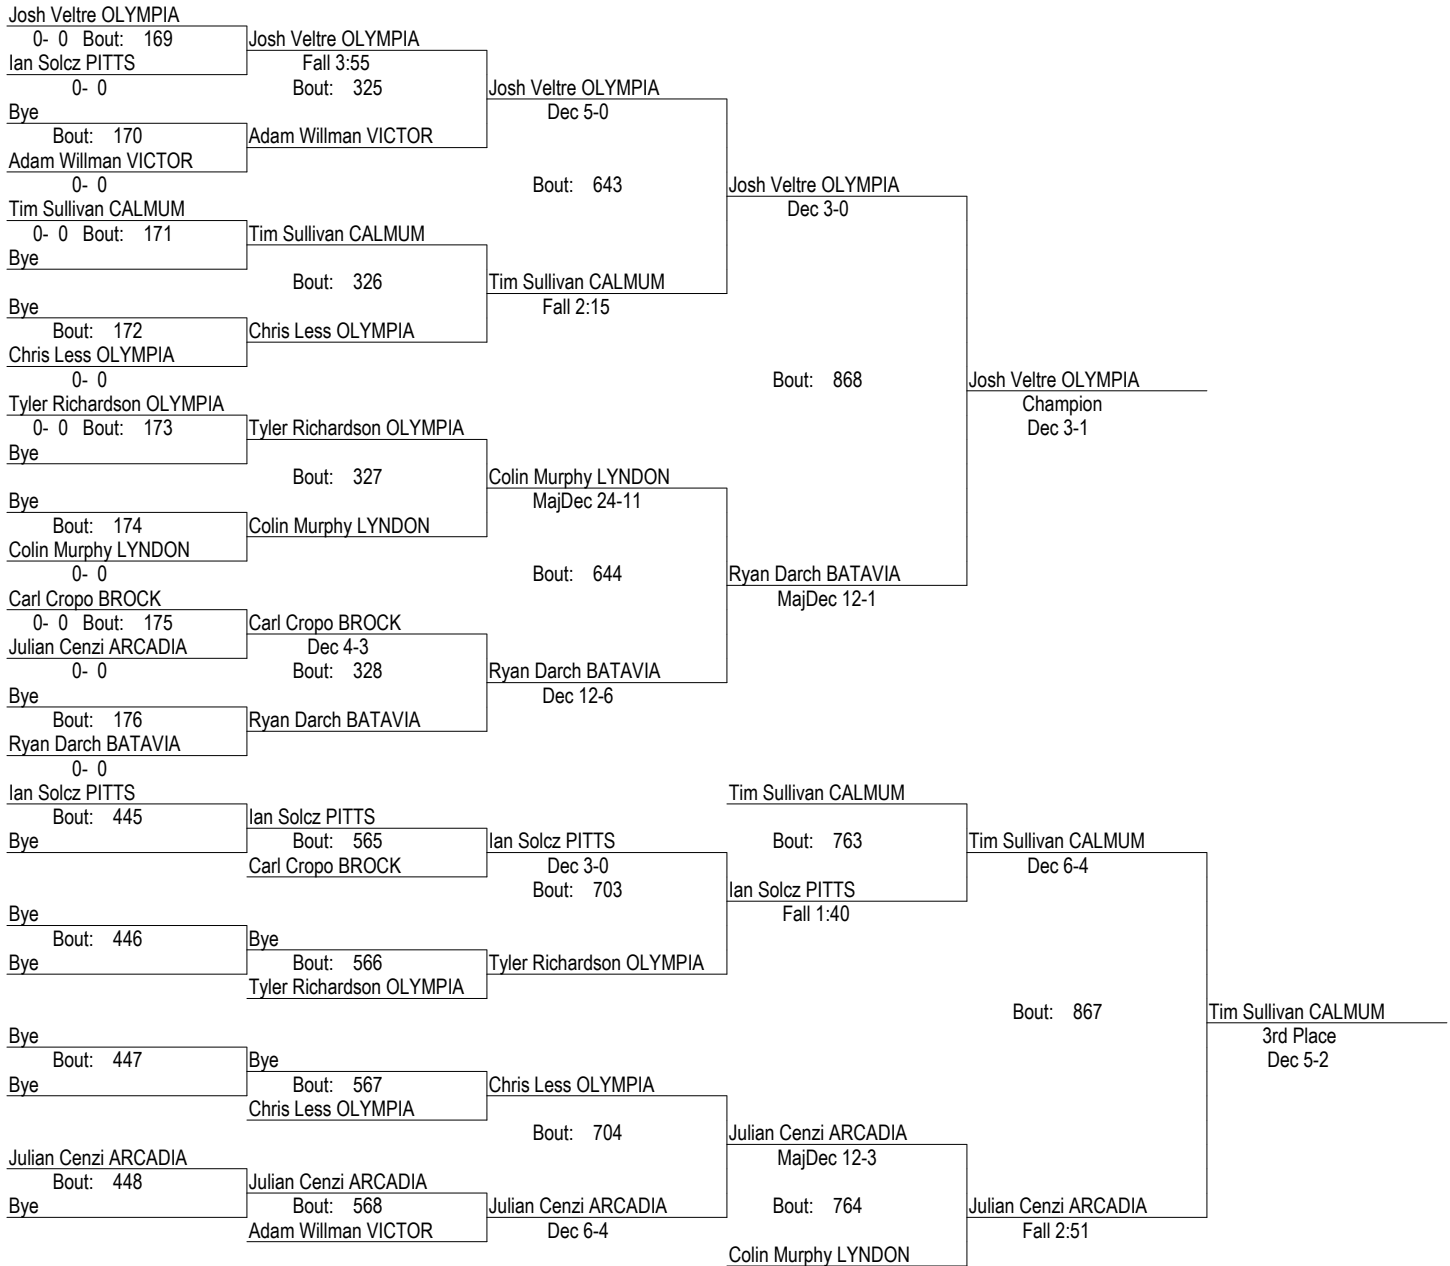 Josh Veltre OLYMPIA
0- 0 Bout: 169 Josh Veltre OLYMPIA
Ian Solcz PITTS Fall 3:55
0- 0 Bout: 325 Josh Veltre OLYMPIA
Bye Dec 5-0
Bout: 170 Adam Willman VICTOR
Adam Willman VICTOR
0- 0 Bout: 643 Josh Veltre OLYMPIA
Tim Sullivan CALMUM Dec 3-0
0- 0 Bout: 171 Tim Sullivan CALMUM
Bye
Bout: 326 Tim Sullivan CALMUM
Bye Fall 2:15
Bout: 172 Chris Less OLYMPIA
Chris Less OLYMPIA
0- 0 Bout: 868 Josh Veltre OLYMPIA
Tyler Richardson OLYMPIA Champion
0- 0 Bout: 173 Tyler Richardson OLYMPIA Dec 3-1
Bye
Bout: 327 Colin Murphy LYNDON
Bye MajDec 24-11
Bout: 174 Colin Murphy LYNDON
Colin Murphy LYNDON
0- 0 Bout: 644 Ryan Darch BATAVIA
Carl Cropo BROCK MajDec 12-1
0- 0 Bout: 175 Carl Cropo BROCK
Julian Cenzi ARCADIA Dec 4-3
0- 0 Bout: 328 Ryan Darch BATAVIA
Bye Dec 12-6
Bout: 176 Ryan Darch BATAVIA
Ryan Darch BATAVIA
0- 0
Ian Solcz PITTS Tim Sullivan CALMUM
Bout: 445 Ian Solcz PITTS
Bye Bout: 565 Ian Solcz PITTS Bout: 763 Tim Sullivan CALMUM
Carl Cropo BROCK Dec 3-0 Dec 6-4
Bout: 703 Ian Solcz PITTS
Bye Fall 1:40
Bout: 446 Bye
Bye Bout: 566 Tyler Richardson OLYMPIA
Tyler Richardson OLYMPIA
Bout: 867 Tim Sullivan CALMUM
Bye 3rd Place
Bout: 447 Bye Dec 5-2
Bye Bout: 567 Chris Less OLYMPIA
Chris Less OLYMPIA
Bout: 704 Julian Cenzi ARCADIA
Julian Cenzi ARCADIA MajDec 12-3
Bout: 448 Julian Cenzi ARCADIA
Bye Bout: 568 Julian Cenzi ARCADIA Bout: 764 Julian Cenzi ARCADIA
Adam Willman VICTOR Dec 6-4 Fall 2:51
Colin Murphy LYNDON